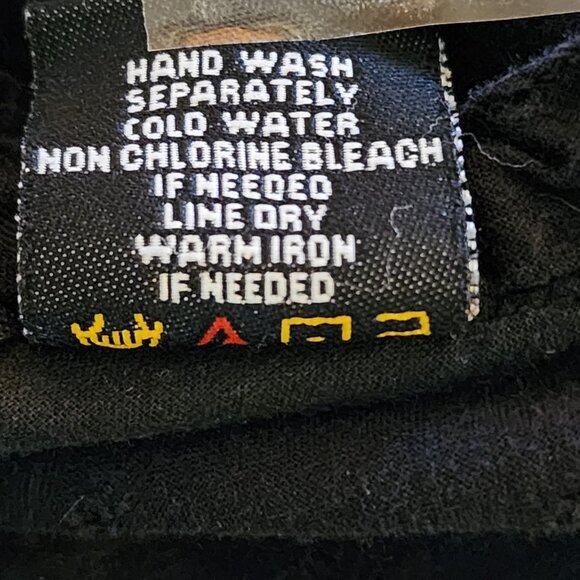 HAND WASH
SEPARATELY
COLD WATER
NON CHLORINE BLEACH
IF NEEDED
LINE DRY
WARM IRON
IF NEEDED